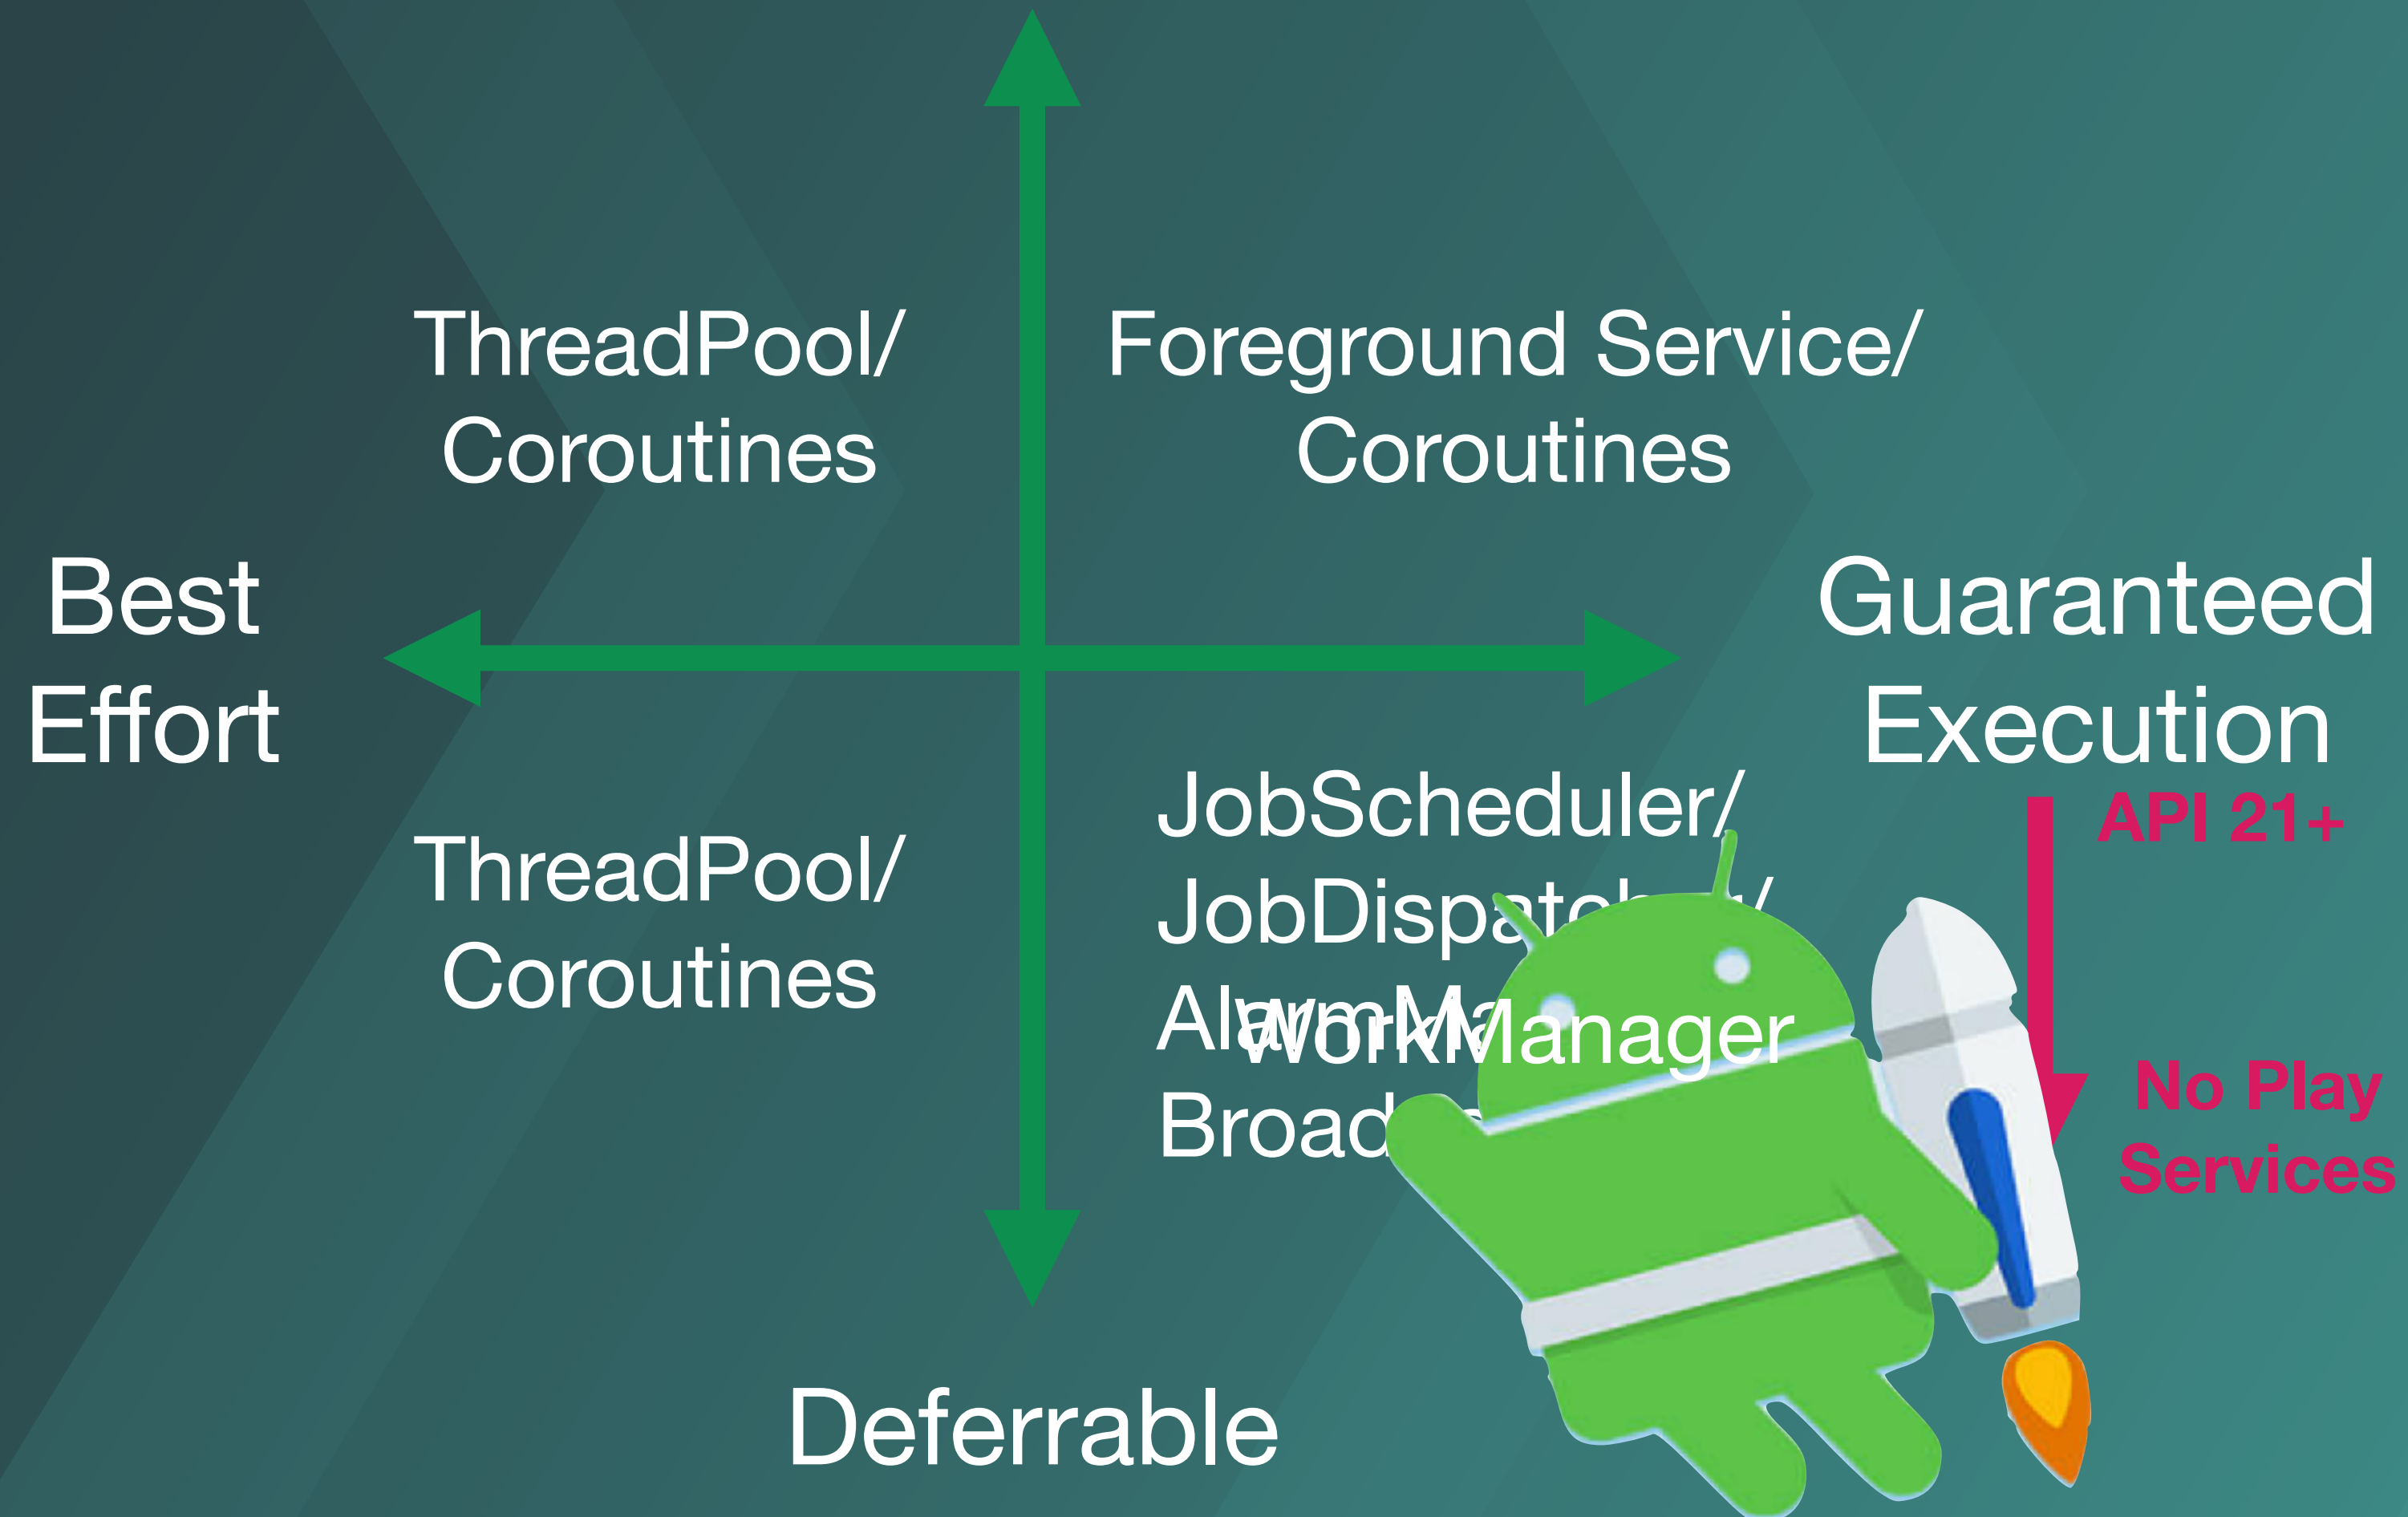 ThreadPool/
Coroutines
Foreground Service/
Coroutines
Best
Effort
Guaranteed
Execution
ThreadPool/
Coroutines
JobScheduler/
API 21+
WorkManager
No Play
Services
Deferrable